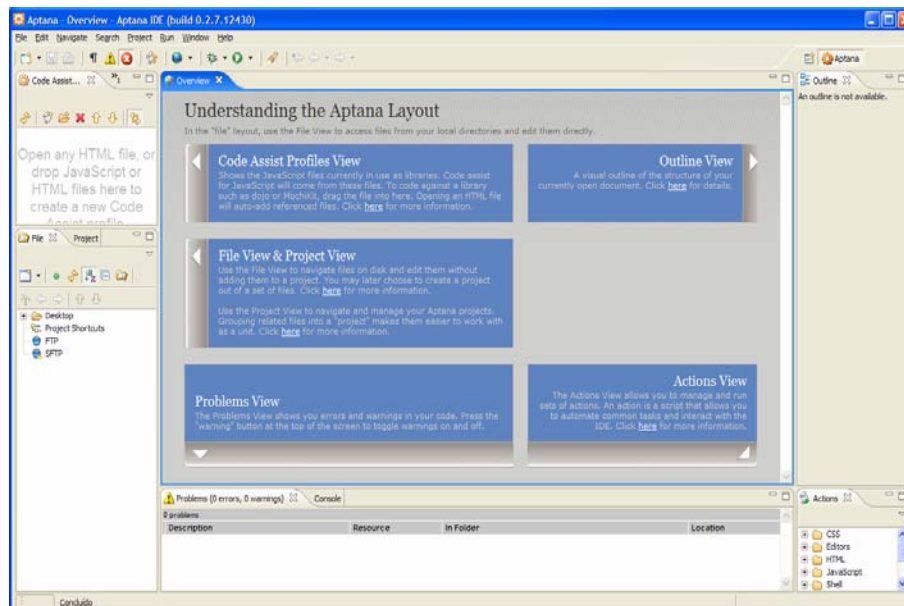 Aptana - Overview - Aptana IDE (build 0.2.7.12430)
File Edit Navigate Search Project Run Window Help
Aptana
Code Assist...
Open any HTML file, or
drop JavaScript or
HTML files here to
create a new Code
Assist profile
File Project
Desktop
Project Shortcuts
FTP
SFTP
Overview
Understanding the Aptana Layout
In the "file" layout, use the File View to access files from your local directories and edit them directly.
Code Assist Profiles View
Shows the JavaScript files currently in use as libraries. Code assist
for JavaScript will come from these files. To code against a library
such as dojo or MochiKit, drag the file into here. Opening an HTML file
will auto-add referenced files. Click here for more information.
Outline View
A visual outline of the structure of your
currently open document. Click here for details.
File View & Project View
Use the File View to navigate files on disk and edit them without
adding them to a project. You may later choose to create a project
out of a set of files. Click here for more information.
Use the Project View to navigate and manage your Aptana projects.
Grouping related files into a "project" makes them easier to work with
as a unit. Click here for more information.
Problems View
The Problems View shows you errors and warnings in your code. Press the
"warning" button at the top of the screen to toggle warnings on and off.
Actions View
The Actions View allows you to manage and run
sets of actions. An action is a script that allows you
to automate common tasks and interact with the
IDE. Click here for more information.
Outline
An outline is not available.
Problems (0 errors, 0 warnings) Console
0 problems
Description Resource In Folder Location
Actions
CSS
Editors
HTML
JavaScript
Shell
Concluído